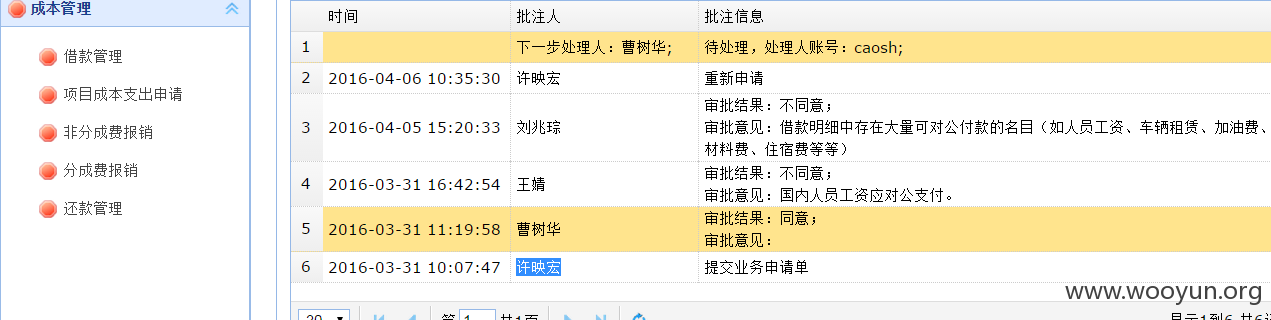 成本管理
借款管理
项目成本支出申请
非分成费报销
分成费报销
还款管理
时间 批注人 批注信息
1 下一步处理人：曹树华; 待处理，处理人账号：caosh;
2 2016-04-06 10:35:30 许映宏 重新申请
3 2016-04-05 15:20:33 刘兆琮 审批结果：不同意；
审批意见：借款明细中存在大量可对公付款的名目（如人员工资、车辆租赁、加油费、
材料费、住宿费等等）
4 2016-03-31 16:42:54 王婧 审批结果：不同意；
审批意见：国内人员工资应对公支付。
5 2016-03-31 11:19:58 曹树华 审批结果：同意；
审批意见：
6 2016-03-31 10:07:47 许映宏 提交业务申请单
www.wooyun.org
20 第 1 共1页 显示1到6,共6记